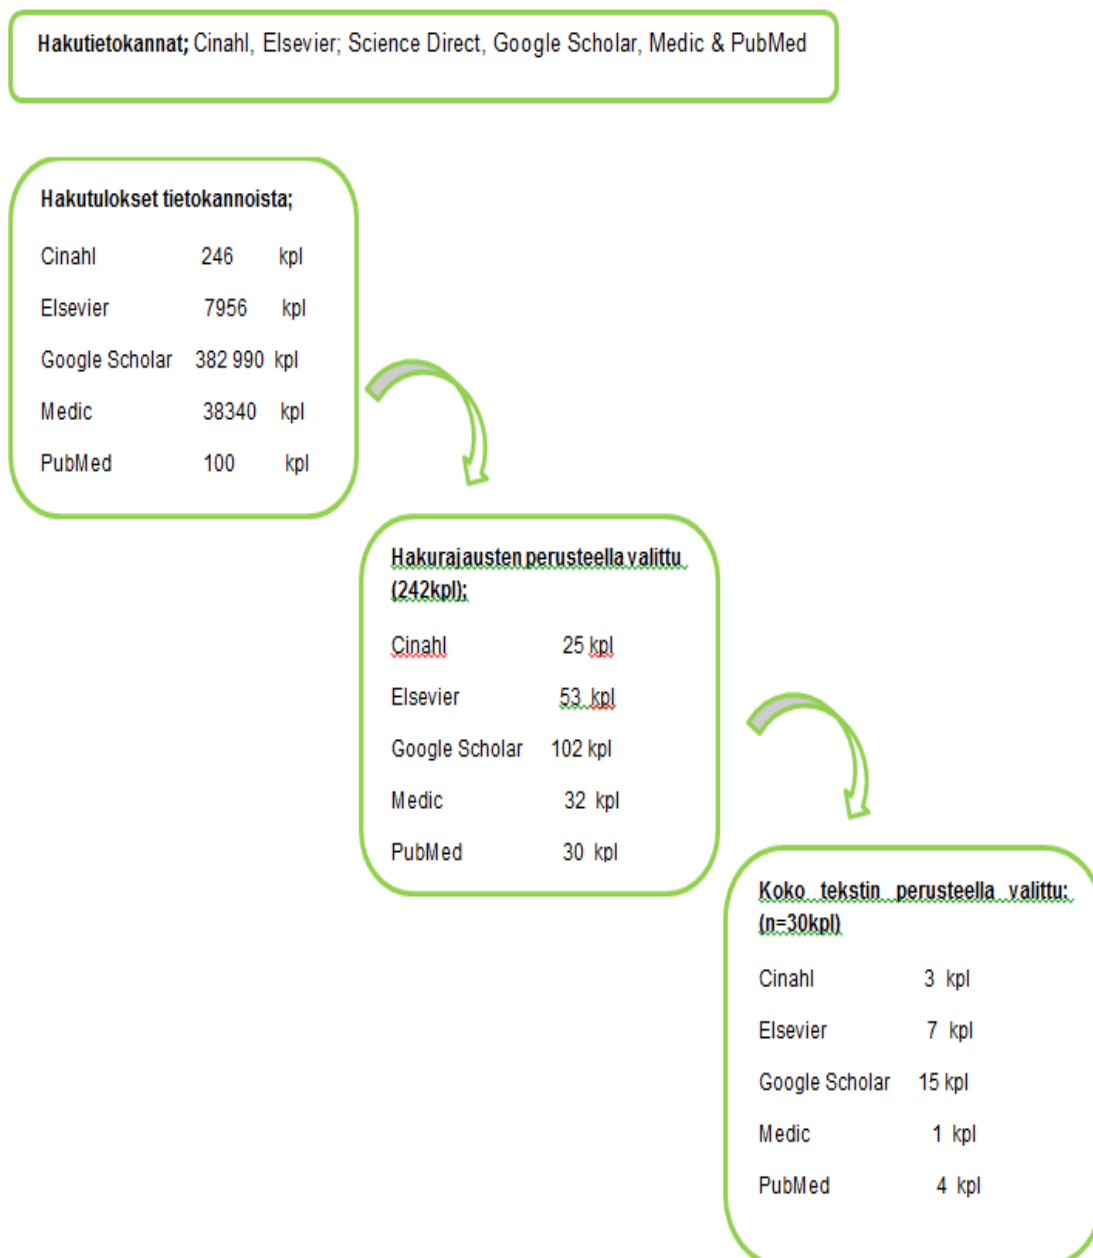 Hakutietokannat; Cinahl, Elsevier; Science Direct, Google Scholar, Medic & PubMed
Hakutulokset tietokannoista;
Cinahl 246 kpl
Elsevier 7956 kpl
Google Scholar 382 990 kpl
Medic 38340 kpl
PubMed 100 kpl
Hakurajausten perusteella valittu
(242kpl);
Cinahl 25 kpl
Elsevier 53 kpl
Google Scholar 102 kpl
Medic 32 kpl
PubMed 30 kpl
Koko tekstin perusteella valittu:
(n=30kpl)
Cinahl 3 kpl
Elsevier 7 kpl
Google Scholar 15 kpl
Medic 1 kpl
PubMed 4 kpl